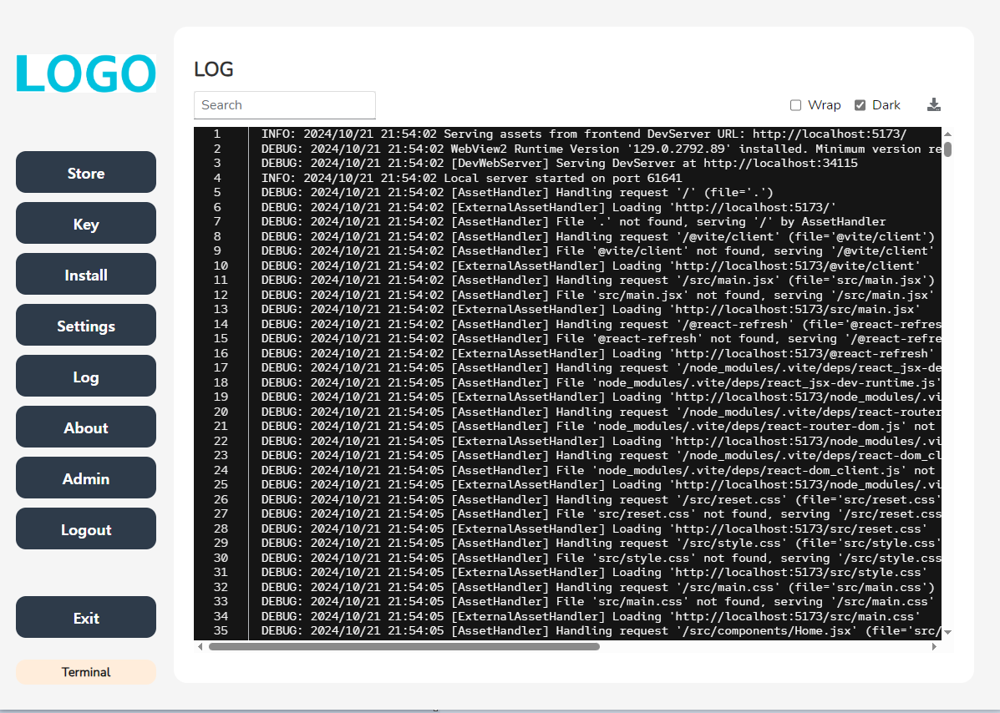 LOGO
Store
Key
Install
Settings
Log
About
Admin
Logout
Exit
Terminal
LOG
Search
Wrap
Dark
1 INFO: 2024/10/21 21:54:02 Serving assets from frontend DevServer URL: http://localhost:5173/
2 DEBUG: 2024/10/21 21:54:02 WebView2 Runtime Version '129.0.2792.89' installed. Minimum version re
3 DEBUG: 2024/10/21 21:54:02 [DevWebServer] Serving DevServer at http://localhost:34115
4 INFO: 2024/10/21 21:54:02 Local server started on port 61641
5 DEBUG: 2024/10/21 21:54:02 [AssetHandler] Handling request '/' (file='.')
6 DEBUG: 2024/10/21 21:54:02 [ExternalAssetHandler] Loading 'http://localhost:5173/'
7 DEBUG: 2024/10/21 21:54:02 [AssetHandler] File '.' not found, serving '/' by AssetHandler
8 DEBUG: 2024/10/21 21:54:02 [AssetHandler] Handling request '/@vite/client' (file='@vite/client')
9 DEBUG: 2024/10/21 21:54:02 [AssetHandler] File '@vite/client' not found, serving '/@vite/client'
10 DEBUG: 2024/10/21 21:54:02 [ExternalAssetHandler] Loading 'http://localhost:5173/@vite/client'
11 DEBUG: 2024/10/21 21:54:02 [AssetHandler] Handling request '/src/main.jsx' (file='src/main.jsx')
12 DEBUG: 2024/10/21 21:54:02 [AssetHandler] File 'src/main.jsx' not found, serving '/src/main.jsx'
13 DEBUG: 2024/10/21 21:54:02 [ExternalAssetHandler] Loading 'http://localhost:5173/src/main.jsx'
14 DEBUG: 2024/10/21 21:54:02 [AssetHandler] Handling request '/@react-refresh' (file='@react-refres
15 DEBUG: 2024/10/21 21:54:02 [AssetHandler] File '@react-refresh' not found, serving '/@react-refre
16 DEBUG: 2024/10/21 21:54:02 [ExternalAssetHandler] Loading 'http://localhost:5173/@react-refresh'
17 DEBUG: 2024/10/21 21:54:05 [AssetHandler] Handling request '/node_modules/.vite/deps/react_jsx-de
18 DEBUG: 2024/10/21 21:54:05 [AssetHandler] File 'node_modules/.vite/deps/react_jsx-dev-runtime.js'
19 DEBUG: 2024/10/21 21:54:05 [ExternalAssetHandler] Loading 'http://localhost:5173/node_modules/.vi
20 DEBUG: 2024/10/21 21:54:05 [AssetHandler] Handling request '/node_modules/.vite/deps/react-router
21 DEBUG: 2024/10/21 21:54:05 [AssetHandler] File 'node_modules/.vite/deps/react-router-dom.js' not
22 DEBUG: 2024/10/21 21:54:05 [ExternalAssetHandler] Loading 'http://localhost:5173/node_modules/.vi
23 DEBUG: 2024/10/21 21:54:05 [AssetHandler] Handling request '/node_modules/.vite/deps/react-dom_cl
24 DEBUG: 2024/10/21 21:54:05 [AssetHandler] File 'node_modules/.vite/deps/react-dom_client.js' not
25 DEBUG: 2024/10/21 21:54:05 [ExternalAssetHandler] Loading 'http://localhost:5173/node_modules/.vi
26 DEBUG: 2024/10/21 21:54:05 [AssetHandler] Handling request '/src/reset.css' (file='src/reset.css'
27 DEBUG: 2024/10/21 21:54:05 [AssetHandler] File 'src/reset.css' not found, serving '/src/reset.css
28 DEBUG: 2024/10/21 21:54:05 [ExternalAssetHandler] Loading 'http://localhost:5173/src/reset.css'
29 DEBUG: 2024/10/21 21:54:05 [AssetHandler] Handling request '/src/style.css' (file='src/style.css'
30 DEBUG: 2024/10/21 21:54:05 [AssetHandler] File 'src/style.css' not found, serving '/src/style.css
31 DEBUG: 2024/10/21 21:54:05 [ExternalAssetHandler] Loading 'http://localhost:5173/src/style.css'
32 DEBUG: 2024/10/21 21:54:05 [AssetHandler] Handling request '/src/main.css' (file='src/main.css')
33 DEBUG: 2024/10/21 21:54:05 [AssetHandler] File 'src/main.css' not found, serving '/src/main.css'
34 DEBUG: 2024/10/21 21:54:05 [ExternalAssetHandler] Loading 'http://localhost:5173/src/main.css'
35 DEBUG: 2024/10/21 21:54:05 [AssetHandler] Handling request '/src/components/Home.jsx' (file='src/